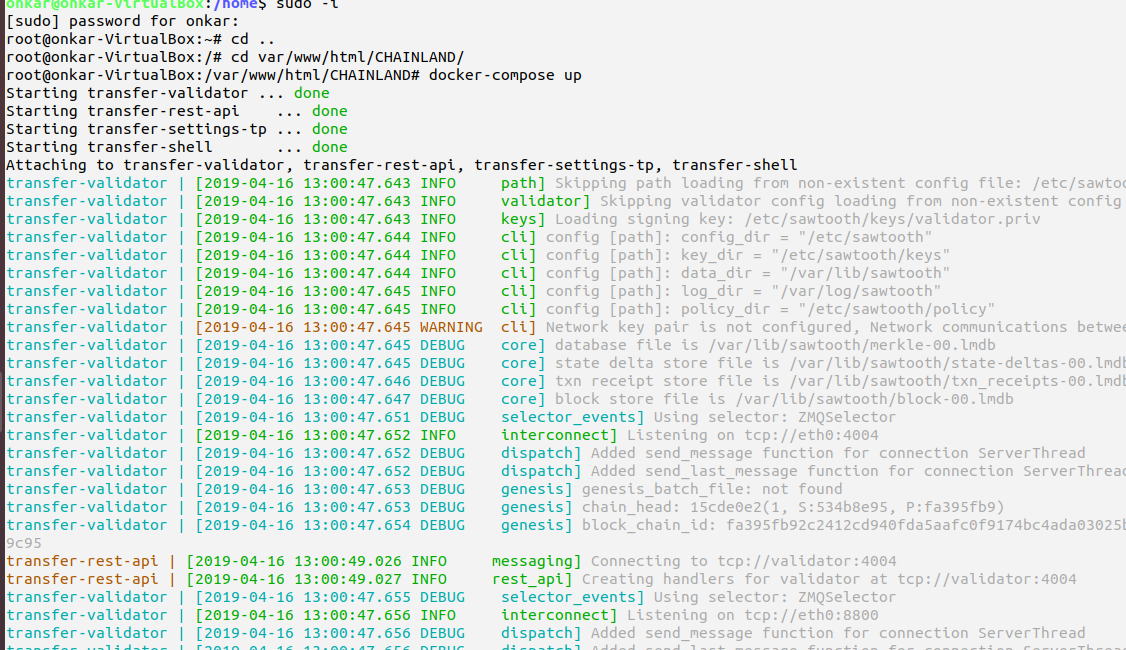 onkar@onkar-VirtualBox:/home$ sudo -i
[sudo] password for onkar:
root@onkar-VirtualBox:~# cd ..
root@onkar-VirtualBox:/# cd var/www/html/CHAINLAND/
root@onkar-VirtualBox:/var/www/html/CHAINLAND# docker-compose up
Starting transfer-validator ... done
Starting transfer-rest-api    ... done
Starting transfer-settings-tp ... done
Starting transfer-shell       ... done
Attaching to transfer-validator, transfer-rest-api, transfer-settings-tp, transfer-shell
transfer-validator | [2019-04-16 13:00:47.643 INFO     path] Skipping path loading from non-existent config file: /etc/sawtoo
transfer-validator | [2019-04-16 13:00:47.643 INFO     validator] Skipping validator config loading from non-existent config
transfer-validator | [2019-04-16 13:00:47.643 INFO     keys] Loading signing key: /etc/sawtooth/keys/validator.priv
transfer-validator | [2019-04-16 13:00:47.644 INFO     cli] config [path]: config_dir = "/etc/sawtooth"
transfer-validator | [2019-04-16 13:00:47.644 INFO     cli] config [path]: key_dir = "/etc/sawtooth/keys"
transfer-validator | [2019-04-16 13:00:47.644 INFO     cli] config [path]: data_dir = "/var/lib/sawtooth"
transfer-validator | [2019-04-16 13:00:47.645 INFO     cli] config [path]: log_dir = "/var/log/sawtooth"
transfer-validator | [2019-04-16 13:00:47.645 INFO     cli] config [path]: policy_dir = "/etc/sawtooth/policy"
transfer-validator | [2019-04-16 13:00:47.645 WARNING  cli] Network key pair is not configured, Network communications betwee
transfer-validator | [2019-04-16 13:00:47.645 DEBUG    core] database file is /var/lib/sawtooth/merkle-00.lmdb
transfer-validator | [2019-04-16 13:00:47.645 DEBUG    core] state delta store file is /var/lib/sawtooth/state-deltas-00.lmdb
transfer-validator | [2019-04-16 13:00:47.646 DEBUG    core] txn receipt store file is /var/lib/sawtooth/txn_receipts-00.lmdb
transfer-validator | [2019-04-16 13:00:47.647 DEBUG    core] block store file is /var/lib/sawtooth/block-00.lmdb
transfer-validator | [2019-04-16 13:00:47.651 DEBUG    selector_events] Using selector: ZMQSelector
transfer-validator | [2019-04-16 13:00:47.652 INFO     interconnect] Listening on tcp://eth0:4004
transfer-validator | [2019-04-16 13:00:47.652 DEBUG    dispatch] Added send_message function for connection ServerThread
transfer-validator | [2019-04-16 13:00:47.652 DEBUG    dispatch] Added send_last_message function for connection ServerThread
transfer-validator | [2019-04-16 13:00:47.653 DEBUG    genesis] genesis_batch_file: not found
transfer-validator | [2019-04-16 13:00:47.653 DEBUG    genesis] chain_head: 15cde0e2(1, S:534b8e95, P:fa395fb9)
transfer-validator | [2019-04-16 13:00:47.654 DEBUG    genesis] block_chain_id: fa395fb92c2412cd940fda5aafc0f9174bc4ada03025b
9c95
transfer-rest-api | [2019-04-16 13:00:49.026 INFO     messaging] Connecting to tcp://validator:4004
transfer-rest-api | [2019-04-16 13:00:49.027 INFO     rest_api] Creating handlers for validator at tcp://validator:4004
transfer-validator | [2019-04-16 13:00:47.655 DEBUG    selector_events] Using selector: ZMQSelector
transfer-validator | [2019-04-16 13:00:47.656 INFO     interconnect] Listening on tcp://eth0:8800
transfer-validator | [2019-04-16 13:00:47.656 DEBUG    dispatch] Added send_message function for connection ServerThread